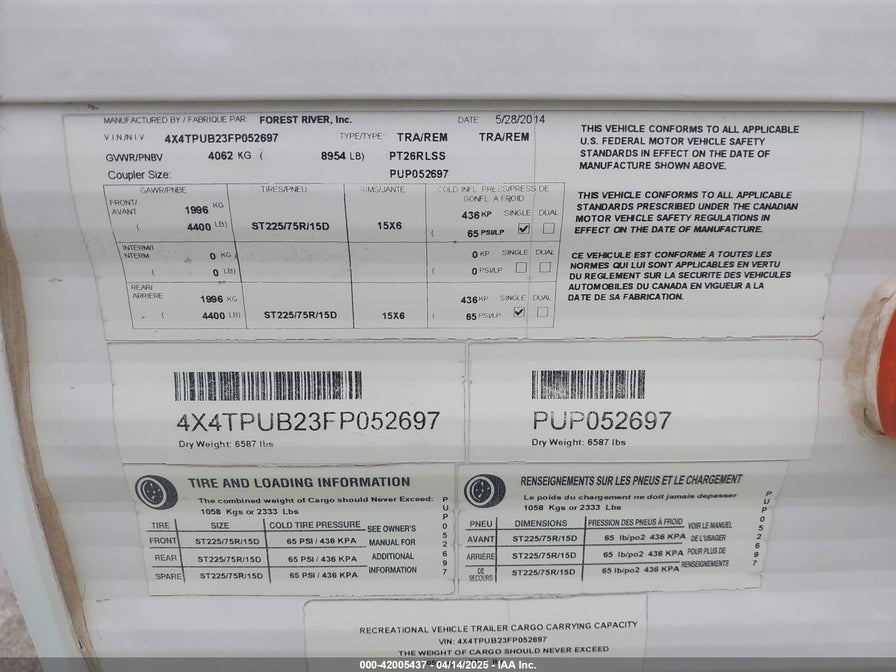 MANUFACTURED BY / FABRIQUE PAR: FOREST RIVER, Inc. DATE: 5/28/2014
V I N / N I V 4X4TPUB23FP052697 TYPE/TYPE: TRA/REM TRA/REM
GVWR/PNBV 4062 KG ( 8954 LB) PT26RLSS
Coupler Size: PUP052697
GAWR/PNBE TIRES/PNEU RIMS/JANTE COLD INFL PRESS/PRESS DE GONFL A FROID
FRONT/ AVANT 1996 KG 436 KP SINGLE DUAL
( 4400 LB) ST225/75R/15D 15X6 ( 65 PSI/LP
INTERM/I NTERM 0 KG 0 KP SINGLE DUAL
( 0 LB) ( 0 PSI/LP
REAR/ ARRIERE 1996 KG 436 KP SINGLE DUAL
( 4400 LB) ST225/75R/15D 15X6 ( 65 PSI/LP
THIS VEHICLE CONFORMS TO ALL APPLICABLE
U.S. FEDERAL MOTOR VEHICLE SAFETY
STANDARDS IN EFFECT ON THE DATE OF
MANUFACTURE SHOWN ABOVE.
THIS VEHICLE CONFORMS TO ALL APPLICABLE
STANDARDS PRESCRIBED UNDER THE CANADIAN
MOTOR VEHICLE SAFETY REGULATIONS IN
EFFECT ON THE DATE OF MANUFACTURE.
CE VEHICULE EST CONFORME A TOUTES LES
NORMES QUI LUI SONT APPLICABLES EN VERTU
DU REGLEMENT SUR LA SECURITE DES VEHICULES
AUTOMOBILES DU CANADA EN VIGUEUR A LA
DATE DE SA FABRICATION.
4X4TPUB23FP052697
Dry Weight: 6587 lbs
PUP052697
Dry Weight: 6587 lbs
TIRE AND LOADING INFORMATION
The combined weight of Cargo should Never Exceed:
1058 Kgs or 2333 Lbs
TIRE SIZE COLD TIRE PRESSURE SEE OWNER'S
FRONT ST225/75R/15D 65 PSI / 436 KPA MANUAL FOR
REAR ST225/75R/15D 65 PSI / 436 KPA ADDITIONAL
SPARE ST225/75R/15D 65 PSI / 436 KPA INFORMATION
PUP052697
RENSEIGNEMENTS SUR LES PNEUS ET LE CHARGEMENT
Le poids du chargement ne doit jamais depasser
1058 Kgs or 2333 Lbs
PNEU DIMENSIONS PRESSION DES PNEUS À FROID VOIR LE MANUEL
AVANT ST225/75R/15D 65 lb/po2 436 KPA DE L'USAGER
ARRIÈRE ST225/75R/15D 65 lb/po2 436 KPA POUR PLUS DE
DE SECOURS ST225/75R/15D 65 lb/po2 436 KPA RENSEIGNEMENTS
PUP052697
RECREATIONAL VEHICLE TRAILER CARGO CARRYING CAPACITY
VIN: 4X4TPUB23FP052697
THE WEIGHT OF CARGO SHOULD NEVER EXCEED
000-42005437 - 04/14/2025 - IAA Inc.